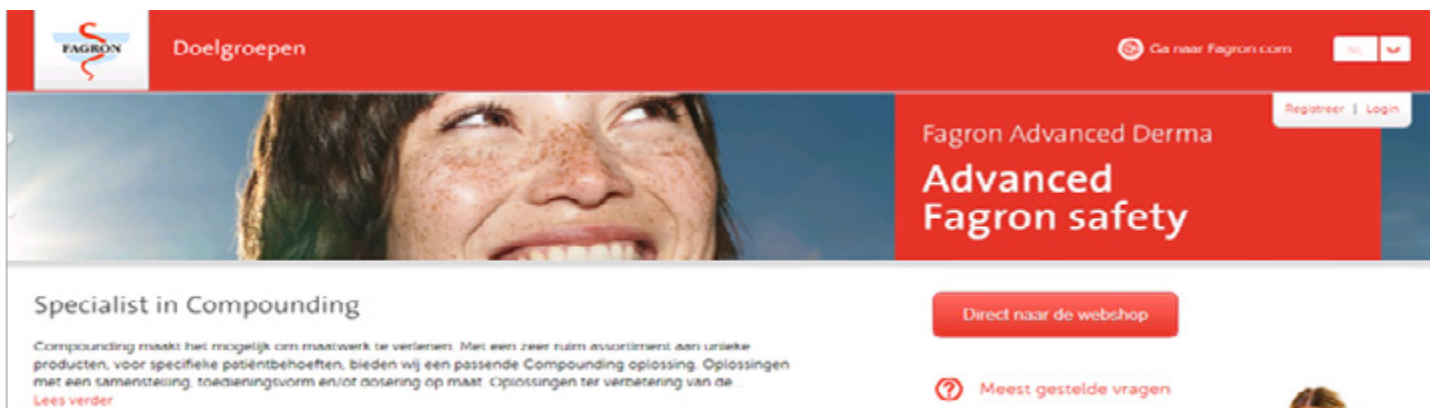 FAGRON
Doelgroepen
Ga naar Fagron.com
NL
Registreer | Login
Fagron Advanced Derma
Advanced
Fagron safety
Specialist in Compounding
Compounding maakt het mogelijk om maatwerk te verlenen. Met een zeer ruim assortiment aan unieke
producten, voor specifieke patiëntbehoeften, bieden wij een passende Compounding oplossing. Oplossingen
met een samenstelling, toedieningsvorm en/of dosering op maat. Oplossingen ter verbetering van de...
Lees verder
Direct naar de webshop
Meest gestelde vragen